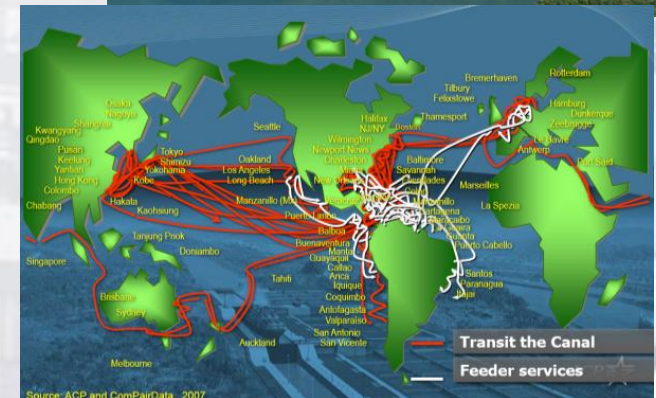 Bremerhaven
Rotterdam
Tilbury
Felixstowe
Hamburg
Dunkerque
Zeebrugge
Le Havre
Antwerp
Thamesport
Port Said
Marseilles
La Spezia
Osaka
Nagoya
Shanghai
Kwangyang
Qingdao
Pusan
Keelung
Yantian
Hong Kong
Colombo
Chabang
Tokyo
Shimizu
Yokohama
Kobe
Hakata
Kaohsiung
Tanjung Pnok
Doniambo
Singapore
Brisbane
Sydney
Melbourne
Auckland
Tahiti
Seattle
Oakland
Los Angeles
Long Beach
Manzanillo (Mx)
Halifax
NJ/NY
Boston
Wilmington
Newport News
Charleston
Miami
Baltimore
Savannah
Puerto Limon
Balboa
Buenaventura
Manta
Guayaquil
Callao
Arica
Iquique
Coquimbo
Antofagasta
Valparaiso
San Antonio
San Vicente
Puerto Cabello
Santos
Paranagua
Itajai
Transit the Canal
Feeder services
Source: ACP and ComPairData, 2007